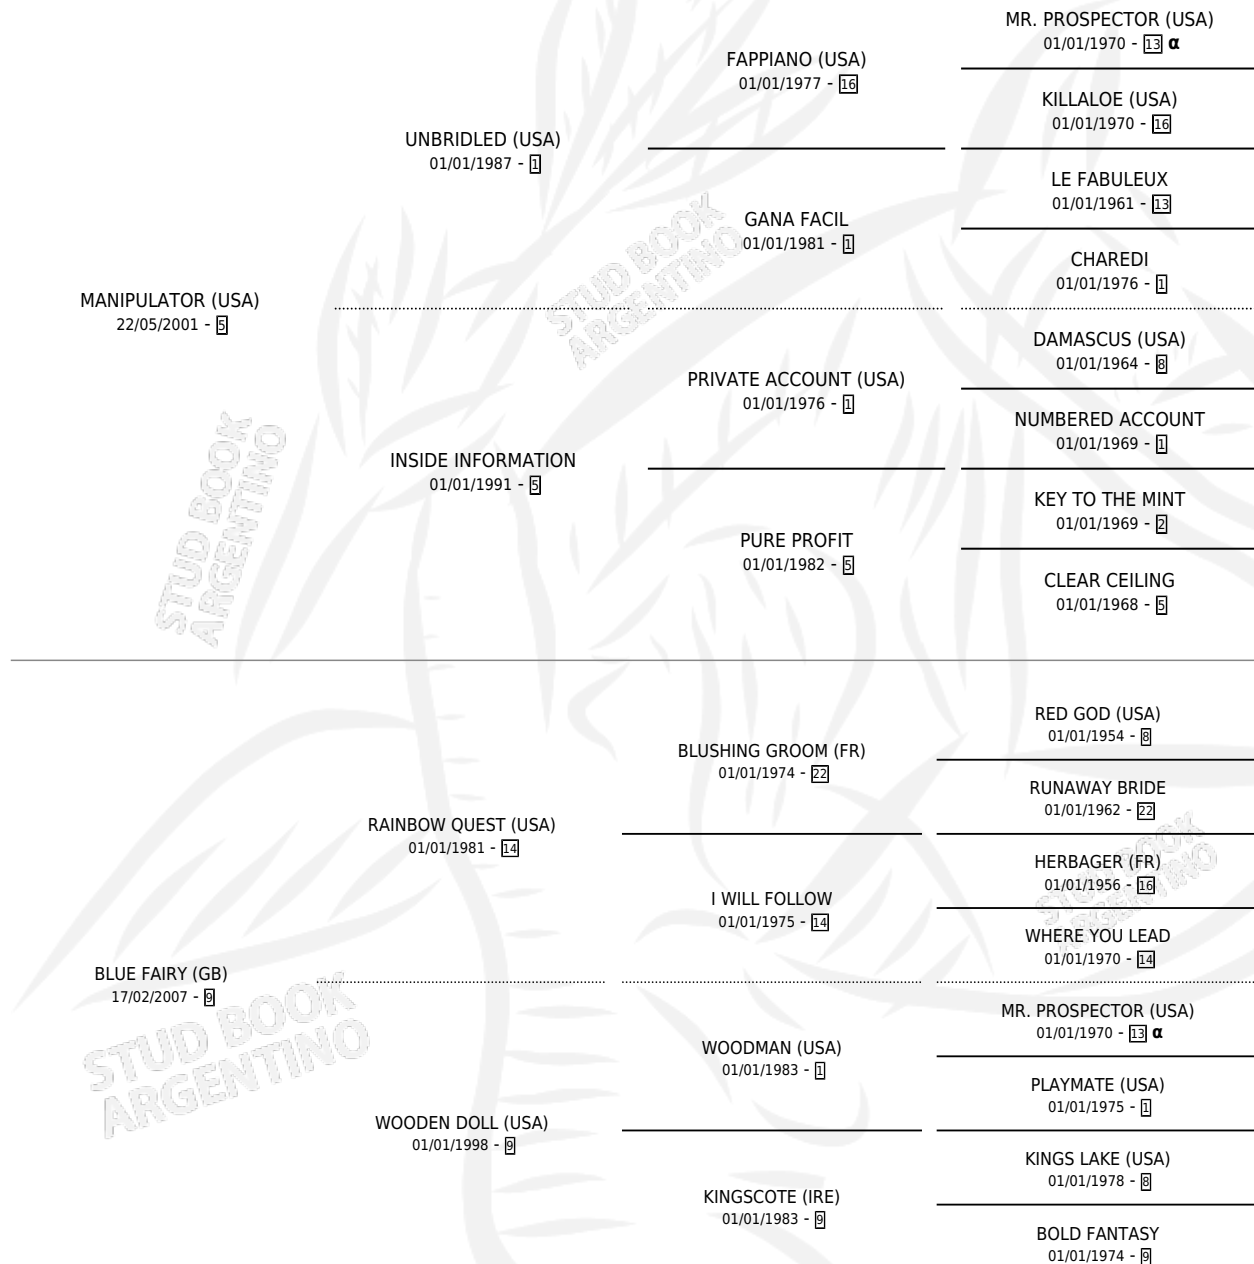 MR. PROSPECTOR (USA)
01/01/1970 - 13 α
FAPPIANO (USA)
01/01/1977 - 16
KILLALOE (USA)
01/01/1970 - 16
UNBRIDLED (USA)
01/01/1987 - 1
LE FABULEUX
01/01/1961 - 13
GANA FACIL
01/01/1981 - 1
CHAREDI
01/01/1976 - 1
MANIPULATOR (USA)
22/05/2001 - 5
DAMASCUS (USA)
01/01/1964 - 8
PRIVATE ACCOUNT (USA)
01/01/1976 - 1
NUMBERED ACCOUNT
01/01/1969 - 1
INSIDE INFORMATION
01/01/1991 - 5
KEY TO THE MINT
01/01/1969 - 2
PURE PROFIT
01/01/1982 - 5
CLEAR CEILING
01/01/1968 - 5
STUD BOOK
ARGENTINO
STUD BOOK
ARGENTINO
RED GOD (USA)
01/01/1954 - 8
BLUSHING GROOM (FR)
01/01/1974 - 22
RUNAWAY BRIDE
01/01/1962 - 22
RAINBOW QUEST (USA)
01/01/1981 - 14
HERBAGER (FR)
01/01/1956 - 16
I WILL FOLLOW
01/01/1975 - 14
WHERE YOU LEAD
01/01/1970 - 14
STUD BOOK
ARGENTINO
BLUE FAIRY (GB)
17/02/2007 - 9
MR. PROSPECTOR (USA)
01/01/1970 - 13 α
WOODMAN (USA)
01/01/1983 - 1
PLAYMATE (USA)
01/01/1975 - 1
STUD BOOK
ARGENTINO
WOODEN DOLL (USA)
01/01/1998 - 9
KINGS LAKE (USA)
01/01/1978 - 8
KINGSCOTE (IRE)
01/01/1983 - 9
BOLD FANTASY
01/01/1974 - 9